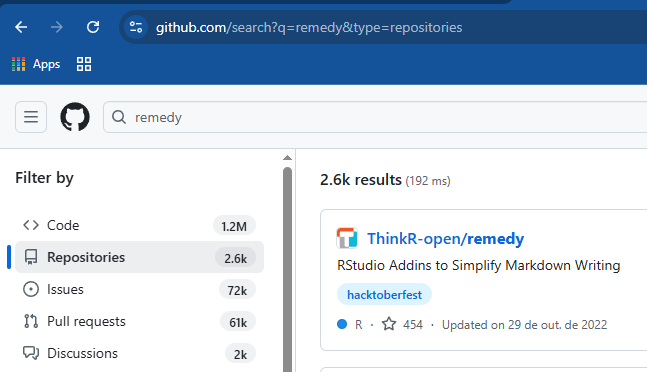 github.com/search?q=remedy&type=repositories
Apps
remedy
Filter by
Code 1.2M
Repositories 2.6k
Issues 72k
Pull requests 61k
Discussions 2k
2.6k results (192 ms)
ThinkR-open/remedy
RStudio Addins to Simplify Markdown Writing
hacktoberfest
R · 454 · Updated on 29 de out. de 2022